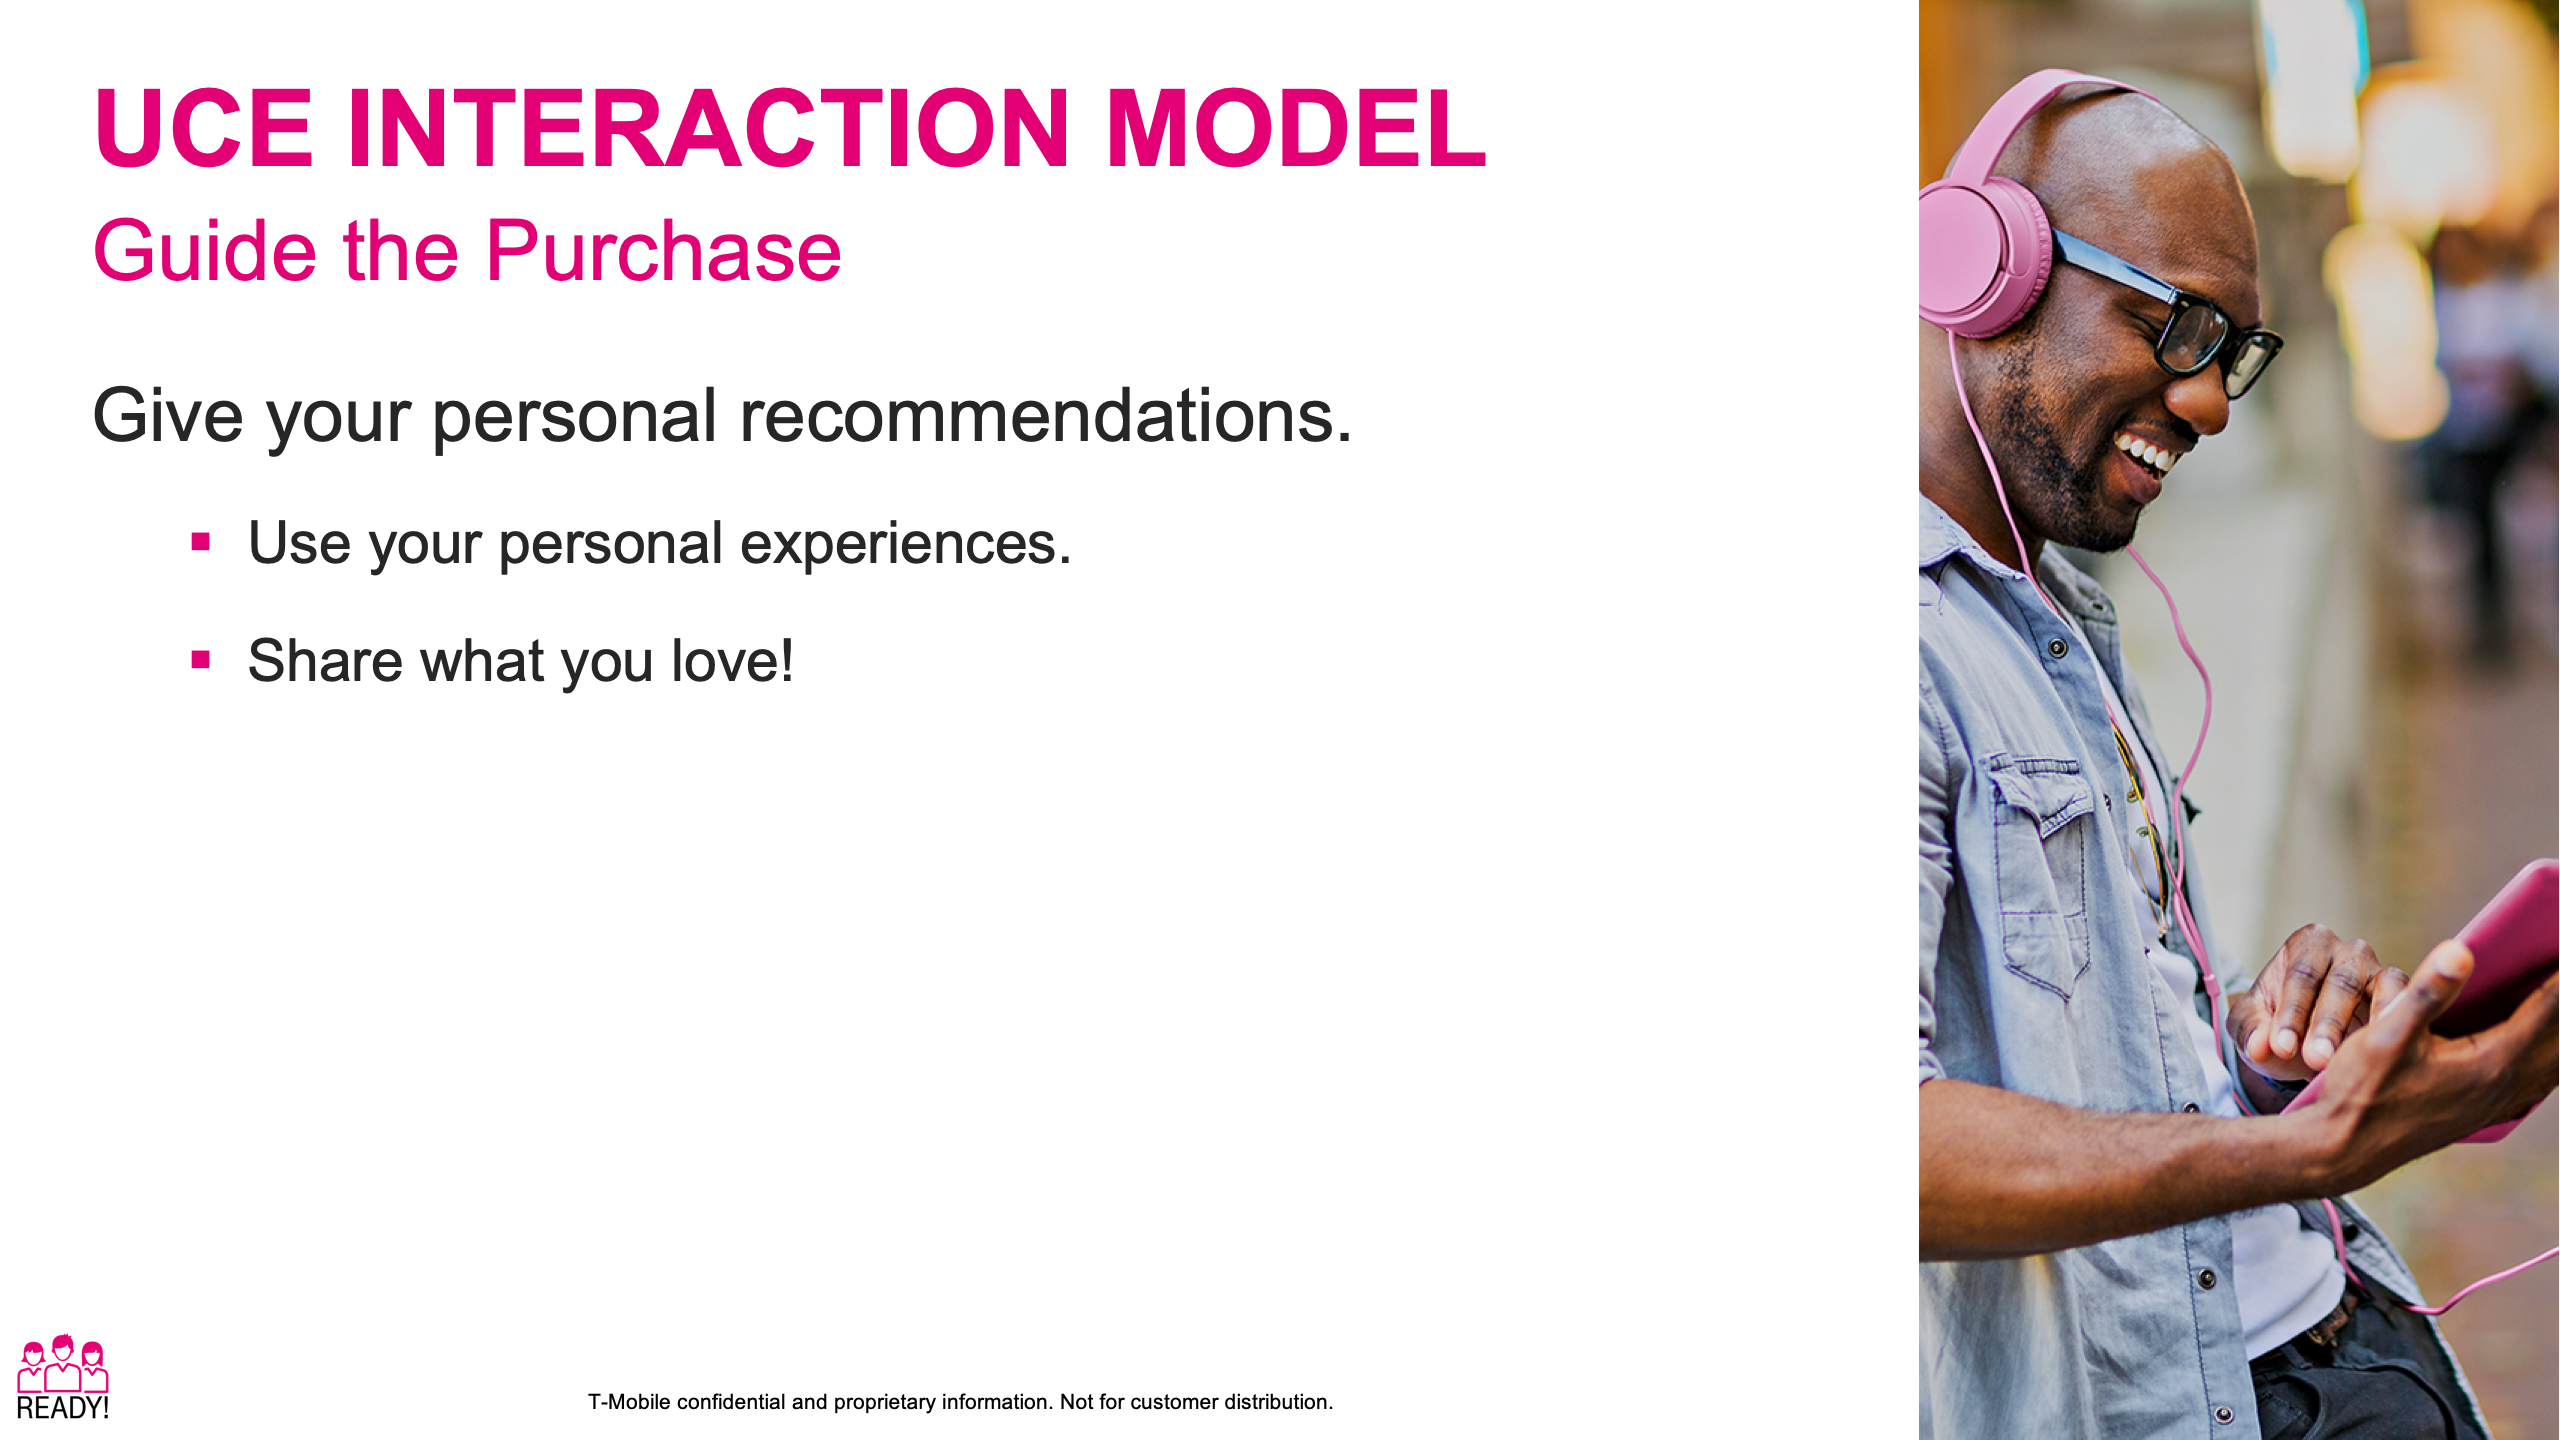 UCE INTERACTION MODEL
Guide the Purchase
Give your personal recommendations.
▪ Use your personal experiences.
▪ Share what you love!
READY!
T-Mobile confidential and proprietary information. Not for customer distribution.